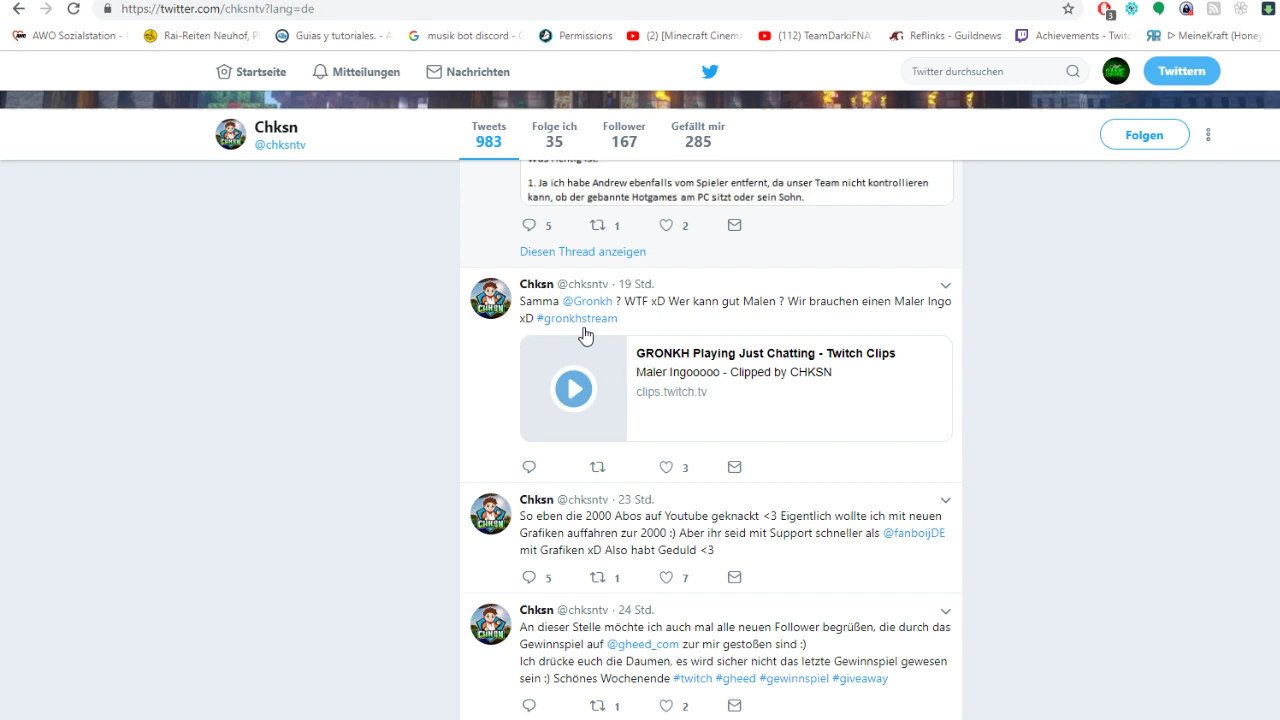 https://twitter.com/chksntv?lang=de
3
AWO Sozialstation -
Rai-Reiten Neuhof, P
Guias y tutoriales. - A
musik bot discord - G
Permissions
(2) [Minecraft Cinema
(112) TeamDarkiFNA
Reflinks - Guildnews
Achievements - Twitc
▷ MeineKraft (Honey
Startseite
Mitteilungen
Nachrichten
Twitter durchsuchen
GAME
Twittern
Chksn
@chksntv
Tweets
983
Folge ich
35
Follower
167
Gefällt mir
285
Folgen
1. Ja ich habe Andrew ebenfalls vom Spieler entfernt, da unser Team nicht kontrollieren
kann, ob der gebannte Hotgames am PC sitzt oder sein Sohn.
5 1 2
Diesen Thread anzeigen
Chksn @chksntv · 19 Std.
Samma @Gronkh ? WTF xD Wer kann gut Malen ? Wir brauchen einen Maler Ingo
xD #gronkhstream
GRONKH Playing Just Chatting - Twitch Clips
Maler Ingooooo - Clipped by CHKSN
clips.twitch.tv
3
CHKSN
Chksn @chksntv · 23 Std.
So eben die 2000 Abos auf Youtube geknackt <3 Eigentlich wollte ich mit neuen
Grafiken auffahren zur 2000 :) Aber ihr seid mit Support schneller als @fanboijDE
mit Grafiken xD Also habt Geduld <3
5 1 7
CHKSN
Chksn @chksntv · 24 Std.
An dieser Stelle möchte ich auch mal alle neuen Follower begrüßen, die durch das
Gewinnspiel auf @gheed_com zur mir gestoßen sind :)
Ich drücke euch die Daumen, es wird sicher nicht das letzte Gewinnspiel gewesen
sein :) Schönes Wochenende #twitch #gheed #gewinnspiel #giveaway
1 2
CHKSN